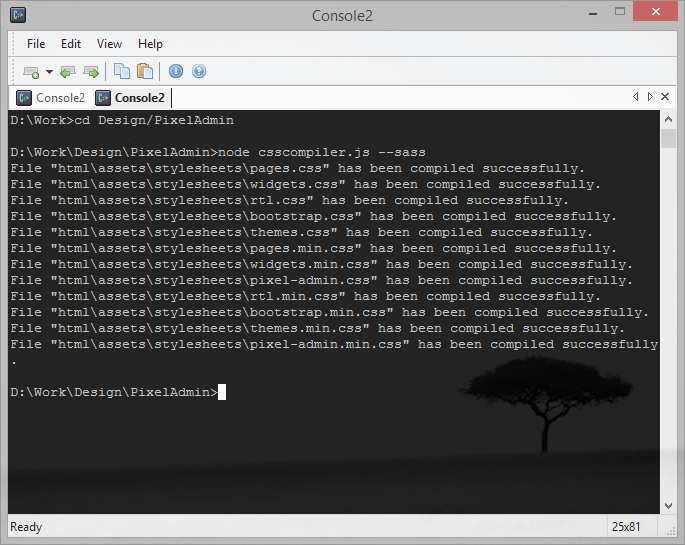 Console2
File Edit View Help
Console2 Console2
D:\Work>cd Design/PixelAdmin
D:\Work\Design\PixelAdmin>node csscompiler.js --sass
File "html\assets\stylesheets\pages.css" has been compiled successfully.
File "html\assets\stylesheets\widgets.css" has been compiled successfully.
File "html\assets\stylesheets\rtl.css" has been compiled successfully.
File "html\assets\stylesheets\bootstrap.css" has been compiled successfully.
File "html\assets\stylesheets\themes.css" has been compiled successfully.
File "html\assets\stylesheets\pages.min.css" has been compiled successfully.
File "html\assets\stylesheets\widgets.min.css" has been compiled successfully.
File "html\assets\stylesheets\pixel-admin.css" has been compiled successfully.
File "html\assets\stylesheets\rtl.min.css" has been compiled successfully.
File "html\assets\stylesheets\bootstrap.min.css" has been compiled successfully.
File "html\assets\stylesheets\themes.min.css" has been compiled successfully.
File "html\assets\stylesheets\pixel-admin.min.css" has been compiled successfully
.
D:\Work\Design\PixelAdmin>
Ready 25x81